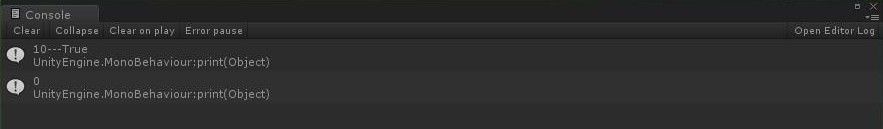 Console
Clear Collapse Clear on play Error pause Open Editor Log
10---True
UnityEngine.MonoBehaviour:print(Object)
0
UnityEngine.MonoBehaviour:print(Object)